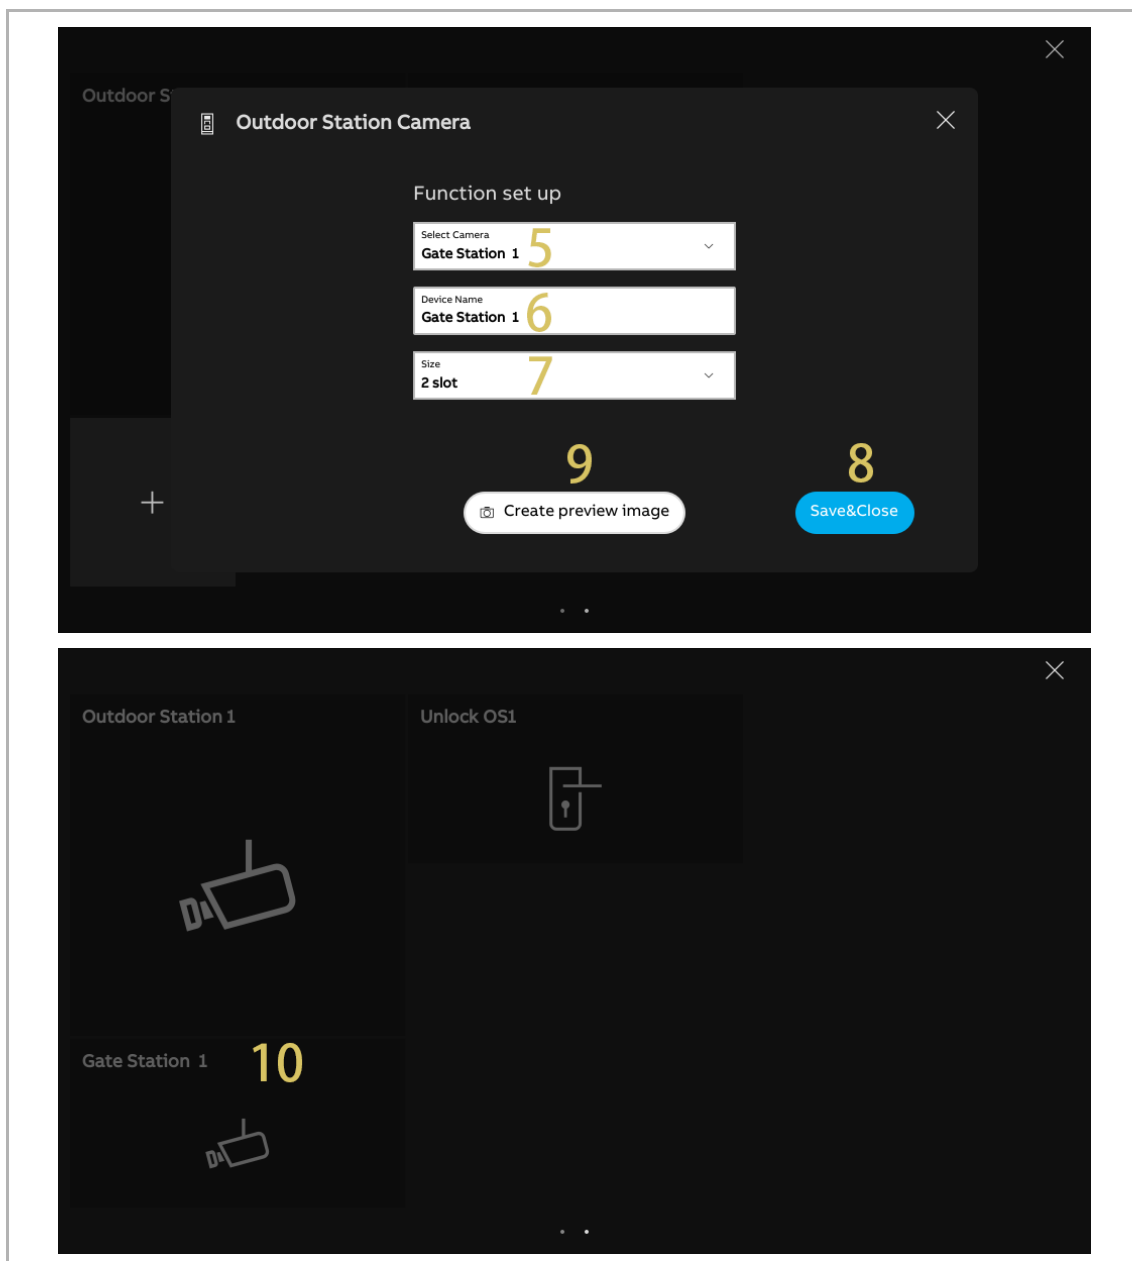 Outdoor S
Outdoor Station Camera
Function set up
Select Camera
Gate Station 1
5
Device Name
Gate Station 1
6
Size
2 slot
7
9
8
Create preview image
Save&Close
Outdoor Station 1
Unlock OS1
Gate Station 1
10